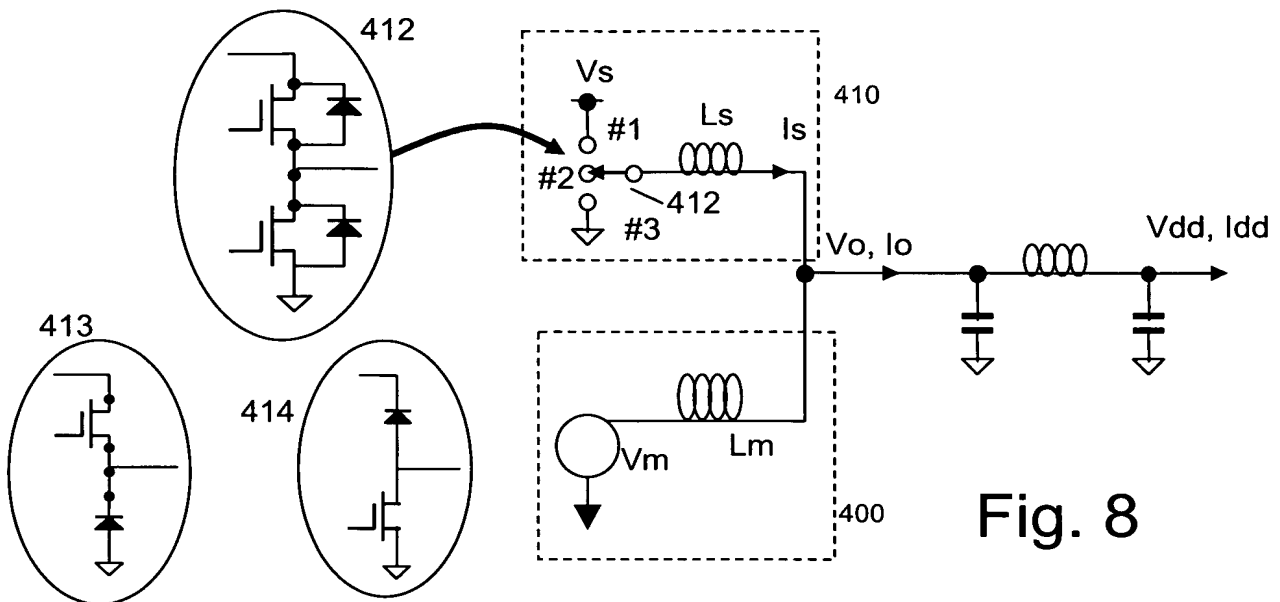 412
Vs
410
#1
Ls
Is
#2
412
#3
Vo, Io
Vdd, Idd
413
414
Vm
Lm
400
Fig. 8